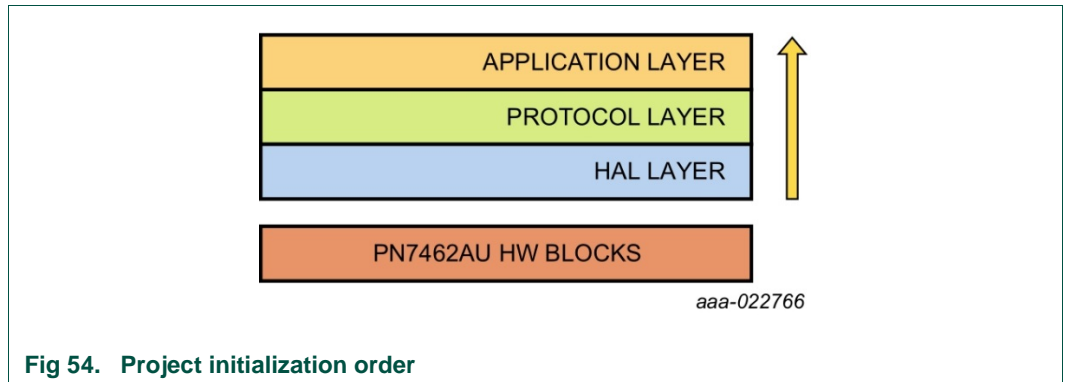 APPLICATION LAYER
PROTOCOL LAYER
HAL LAYER
PN7462AU HW BLOCKS
aaa-022766
Fig 54. Project initialization order